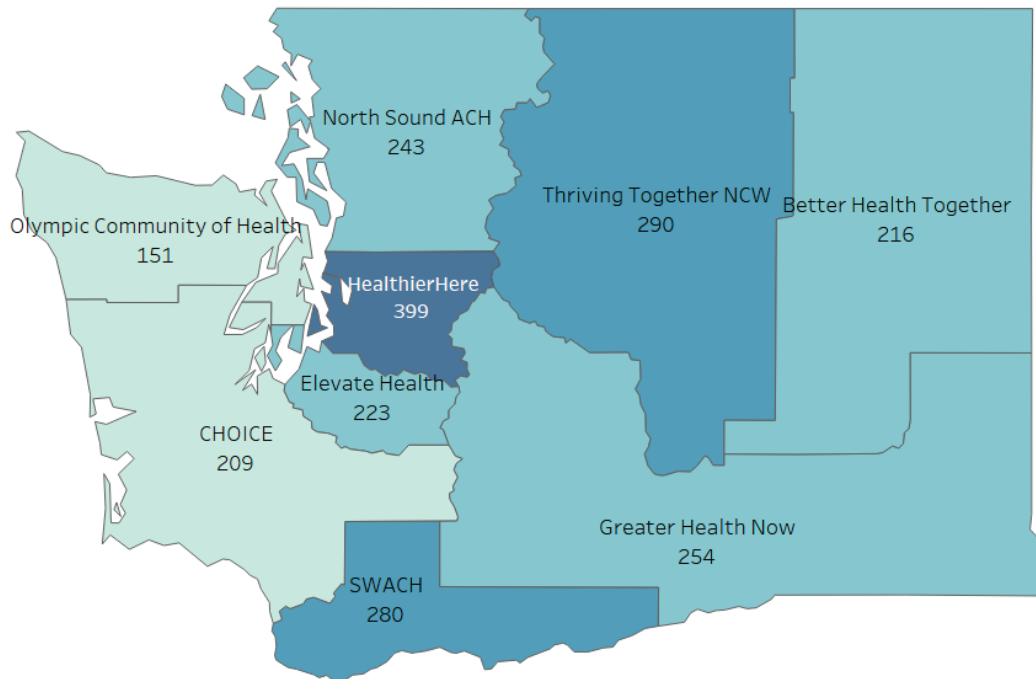 North Sound ACH
243
Thriving Together NCW
290
Better Health Together
216
Olympic Community of Health
151
HealthierHere
399
Elevate Health
223
CHOICE
209
Greater Health Now
254
SWACH
280